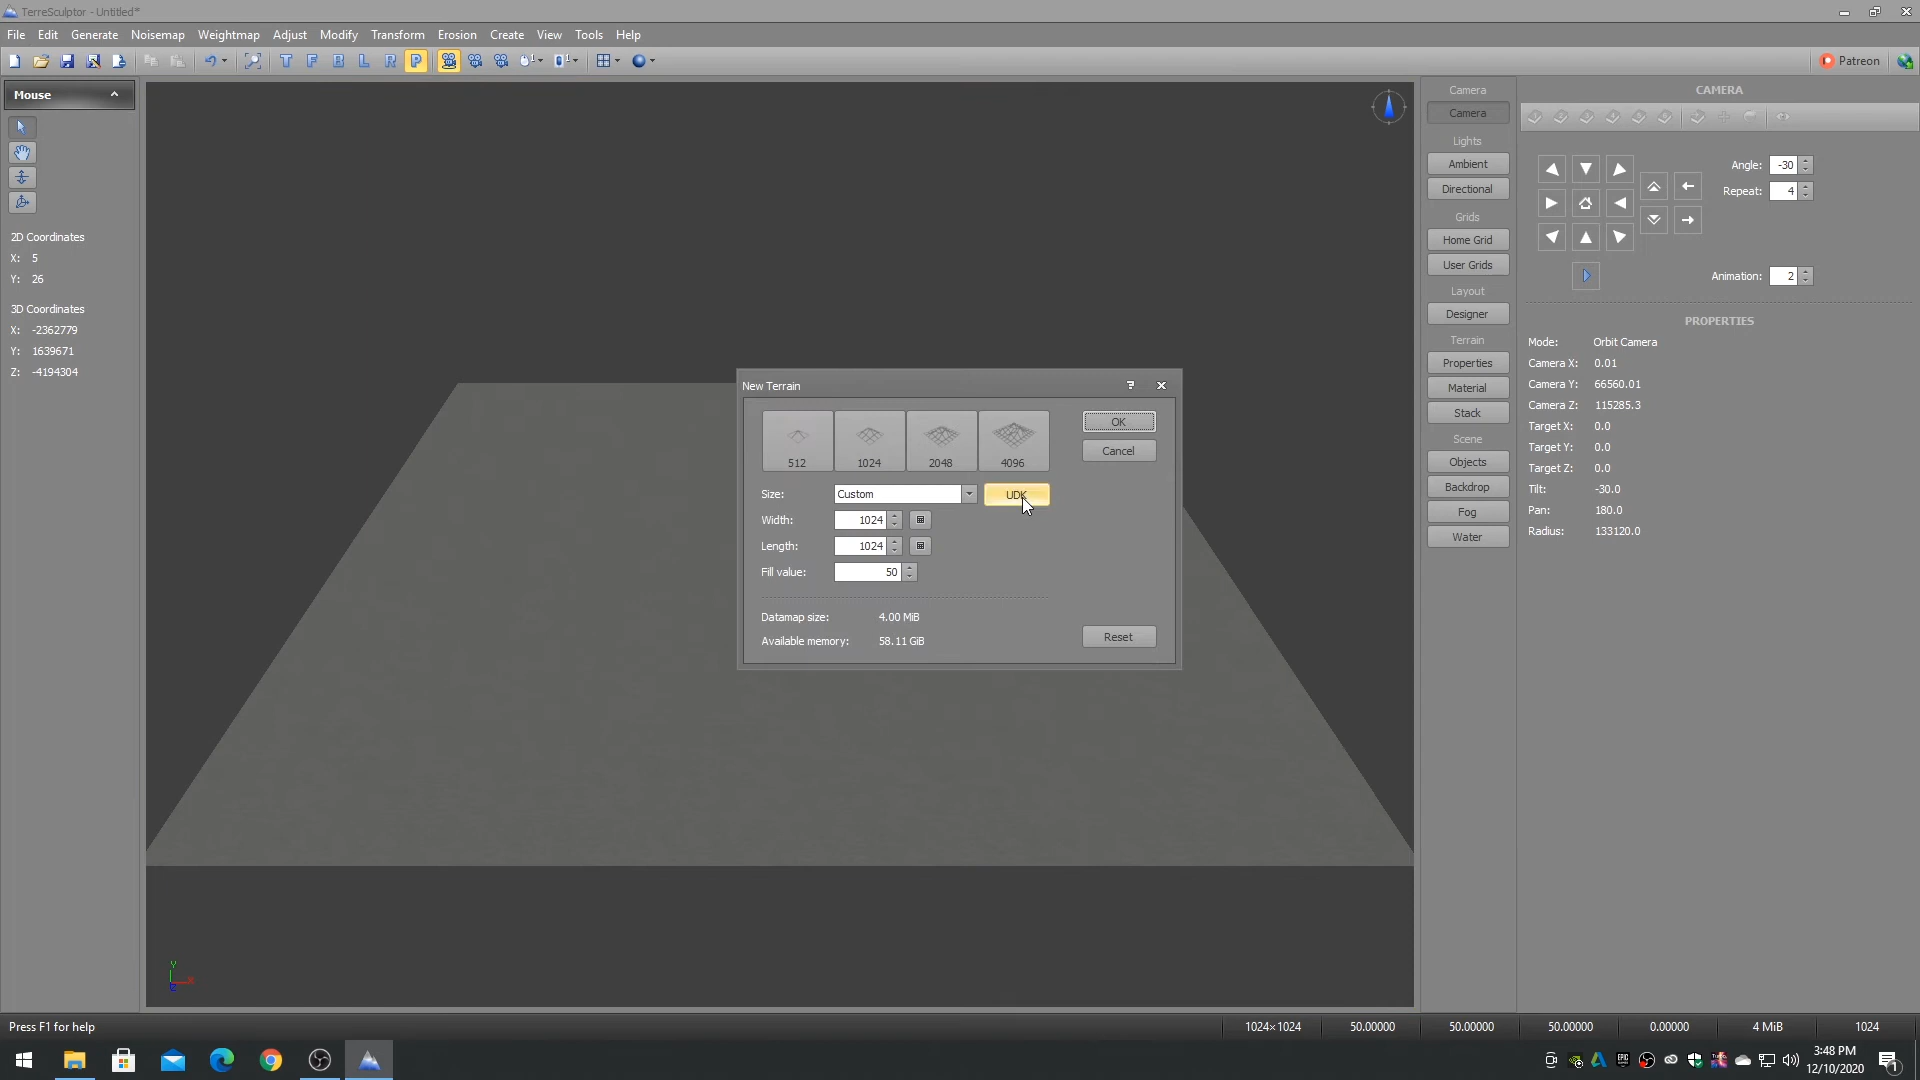 TerreSculptor - Untitled*
File Edit Generate Noisemap Weightmap Adjust Modify Transform Erosion Create View Tools Help
T F B L R P
Patreon
Mouse
2D Coordinates
X: 5
Y: 26
3D Coordinates
X: -2362779
Y: 1639671
Z: -4194304
New Terrain
?
512 1024 2048 4096
OK
Cancel
Size: Custom UDK
Width: 1024
Length: 1024
Fill value: 50
Datamap size: 4.00 MiB
Available memory: 58.11 GiB
Reset
Camera
Camera
Lights
Ambient
Directional
Grids
Home Grid
User Grids
Layout
Designer
Terrain
Properties
Material
Stack
Scene
Objects
Backdrop
Fog
Water
CAMERA
Angle: -30
Repeat: 4
Animation: 2
PROPERTIES
Mode: Orbit Camera
Camera X: 0.01
Camera Y: 66560.01
Camera Z: 115285.3
Target X: 0.0
Target Y: 0.0
Target Z: 0.0
Tilt: -30.0
Pan: 180.0
Radius: 133120.0
Y
Press F1 for help
1024×1024 50.00000 50.00000 50.00000 0.00000 4 MiB 1024
3:48 PM
12/10/2020
1